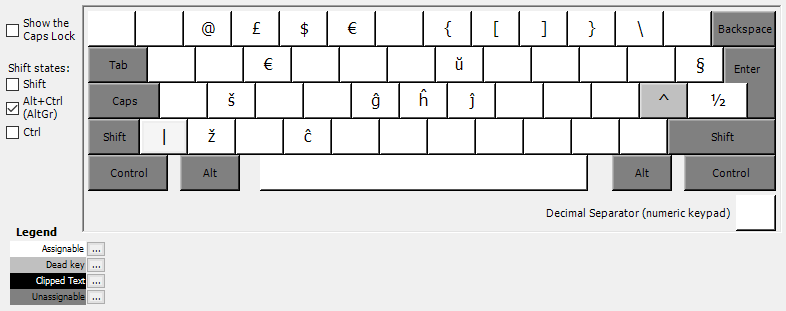 Show the
Caps Lock
Shift states:
Shift
Alt+Ctrl
(AltGr)
Ctrl
@ £ $ € { [ ] } \ Backspace
Tab € ŭ § Enter
Caps š ĝ ĥ ĵ ^ ½
Shift | ž ĉ Shift
Control Alt Alt Control
Decimal Separator (numeric keypad)
Legend
Assignable ...
Dead key ...
Clipped Text ...
Unassignable ...